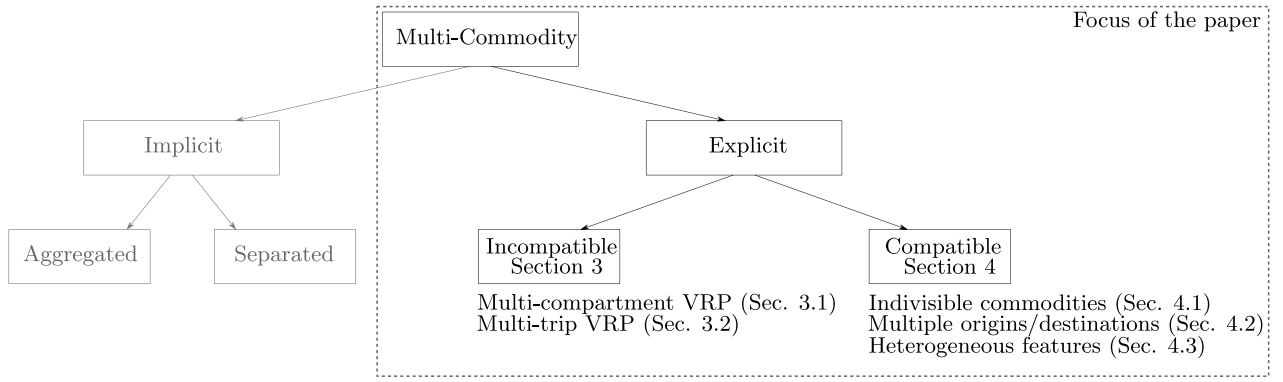 Focus of the paper
Multi-Commodity
Implicit
Explicit
Aggregated
Separated
Incompatible
Section 3
Compatible
Section 4
Multi-compartment VRP (Sec. 3.1)
Multi-trip VRP (Sec. 3.2)
Indivisible commodities (Sec. 4.1)
Multiple origins/destinations (Sec. 4.2)
Heterogeneous features (Sec. 4.3)